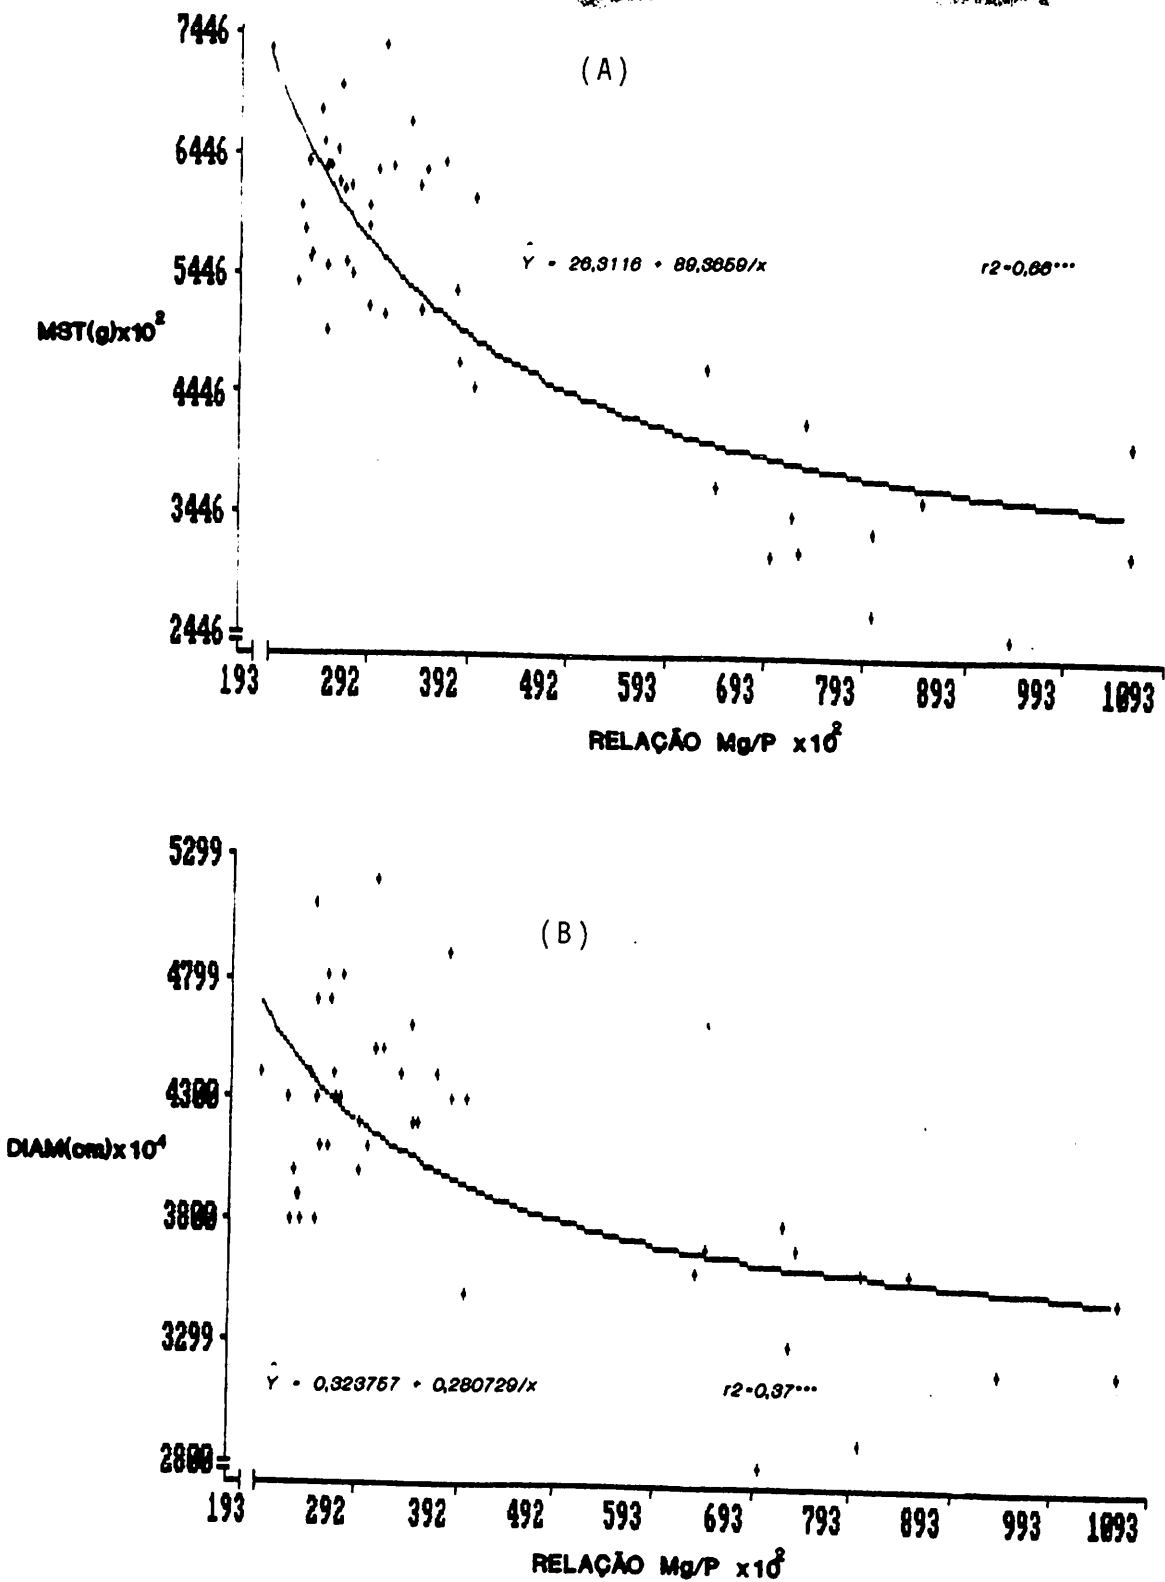 7446
(A)
6446
Ŷ = 26,3116 + 89,3659/x r2=0,66***
5446
MST(g)x10²
4446
3446
2446
193 292 392 492 593 693 793 893 993 1093
RELAÇÃO Mg/P x10²
5299
(B)
4799
4300
DIAM(cm)x10⁴
3800
3299
Ŷ = 0,323757 + 0,280729/x r2=0,37***
2800
193 292 392 492 593 693 793 893 993 1093
RELAÇÃO Mg/P x10²